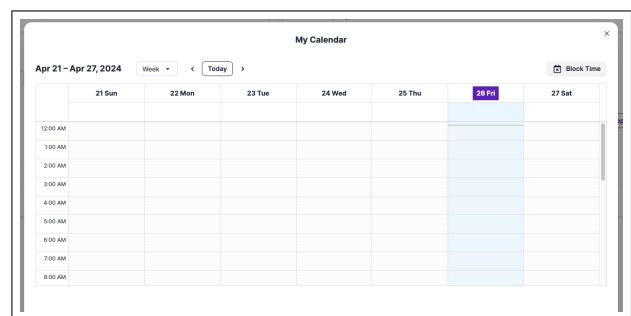 My Calendar
×
Apr 21 – Apr 27, 2024 Week Today Block Time
21 Sun 22 Mon 23 Tue 24 Wed 25 Thu 26 Fri 27 Sat
12:00 AM
1:00 AM
2:00 AM
3:00 AM
4:00 AM
5:00 AM
6:00 AM
7:00 AM
8:00 AM